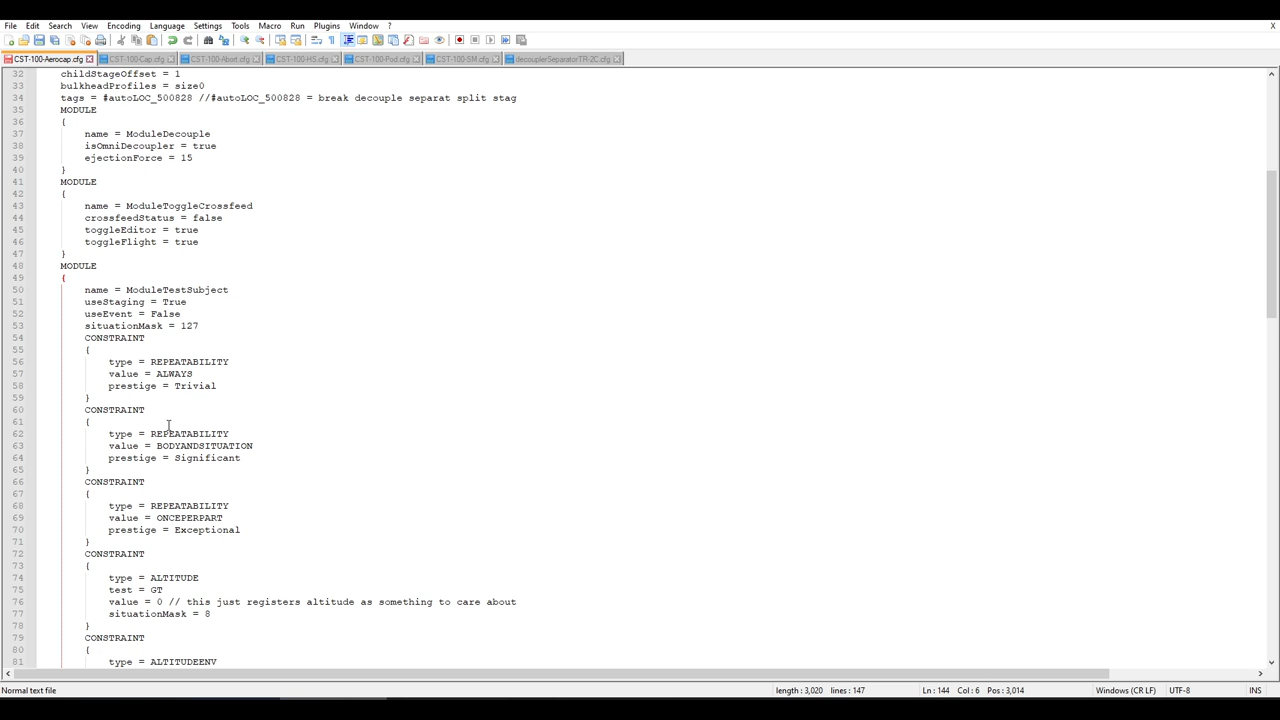 File Edit Search View Encoding Language Settings Tools Macro Run Plugins Window ? X
CST-100-Aerocap.cfg CST-100-Cap.cfg CST-100-Abort.cfg CST-100-HS.cfg CST-100-Pod.cfg CST-100-SM.cfg decouplerSeparatorTR-2C.cfg
32 childStageOffset = 1
33 bulkheadProfiles = size0
34 tags = #autoLOC_500828 //#autoLOC_500828 = break decouple separat split stag
35 MODULE
36 {
37 name = ModuleDecouple
38 isOmniDecoupler = true
39 ejectionForce = 15
40 }
41 MODULE
42 {
43 name = ModuleToggleCrossfeed
44 crossfeedStatus = false
45 toggleEditor = true
46 toggleFlight = true
47 }
48 MODULE
49 {
50 name = ModuleTestSubject
51 useStaging = True
52 useEvent = False
53 situationMask = 127
54 CONSTRAINT
55 {
56 type = REPEATABILITY
57 value = ALWAYS
58 prestige = Trivial
59 }
60 CONSTRAINT
61 {
62 type = REPEATABILITY
63 value = BODYANDSITUATION
64 prestige = Significant
65 }
66 CONSTRAINT
67 {
68 type = REPEATABILITY
69 value = ONCEPERPART
70 prestige = Exceptional
71 }
72 CONSTRAINT
73 {
74 type = ALTITUDE
75 test = GT
76 value = 0 // this just registers altitude as something to care about
77 situationMask = 8
78 }
79 CONSTRAINT
80 {
81 type = ALTITUDEENV
Normal text file length : 3,020 lines : 147 Ln : 144 Col : 6 Pos : 3,014 Windows (CR LF) UTF-8 INS